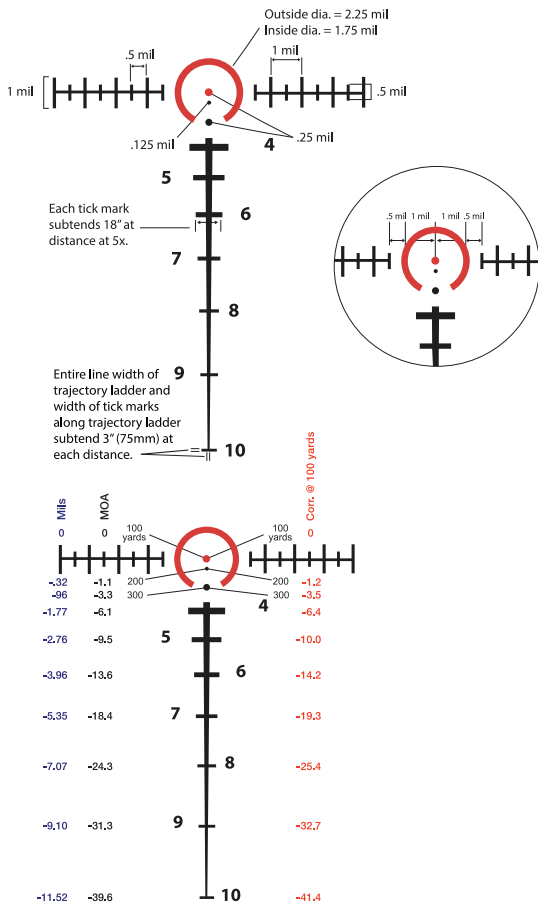 Outside dia. = 2.25 mil
Inside dia. = 1.75 mil
.5 mil
1 mil
1 mil
.5 mil
.125 mil
4
.25 mil
5
Each tick mark
subtends 18" at
distance at 5x.
6
.5 mil 1 mil 1 mil .5 mil
7
8
Entire line width of
trajectory ladder and
width of tick marks
along trajectory ladder
subtend 3" (75mm) at
each distance.
9
10
Mils MOA Corr. @ 100 yards
0 0 100 yards 100 yards 0
-.32 -1.1 200 200 -1.2
-96 -3.3 300 300 -3.5
-1.77 -6.1 4 -6.4
-2.76 -9.5 5 -10.0
-3.96 -13.6 6 -14.2
-5.35 -18.4 7 -19.3
-7.07 -24.3 8 -25.4
-9.10 -31.3 9 -32.7
-11.52 -39.6 10 -41.4